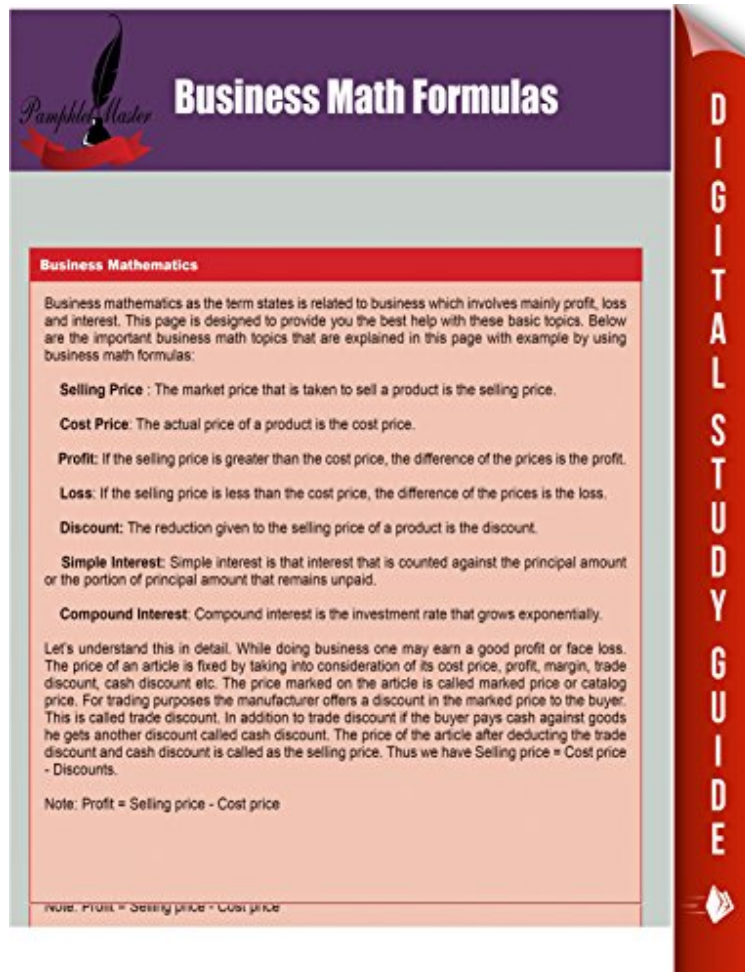 Pamphlet Master
Business Math Formulas
Business Mathematics
Business mathematics as the term states is related to business which involves mainly profit, loss
and interest. This page is designed to provide you the best help with these basic topics. Below
are the important business math topics that are explained in this page with example by using
business math formulas:
Selling Price : The market price that is taken to sell a product is the selling price.
Cost Price: The actual price of a product is the cost price.
Profit: If the selling price is greater than the cost price, the difference of the prices is the profit.
Loss: If the selling price is less than the cost price, the difference of the prices is the loss.
Discount: The reduction given to the selling price of a product is the discount.
Simple Interest: Simple interest is that interest that is counted against the principal amount
or the portion of principal amount that remains unpaid.
Compound Interest: Compound interest is the investment rate that grows exponentially.
Let's understand this in detail. While doing business one may earn a good profit or face loss.
The price of an article is fixed by taking into consideration of its cost price, profit, margin, trade
discount, cash discount etc. The price marked on the article is called marked price or catalog
price. For trading purposes the manufacturer offers a discount in the marked price to the buyer.
This is called trade discount. In addition to trade discount if the buyer pays cash against goods
he gets another discount called cash discount. The price of the article after deducting the trade
discount and cash discount is called as the selling price. Thus we have Selling price = Cost price
- Discounts.
Note: Profit = Selling price - Cost price
Note: Profit = Selling price - Cost price
DIGITAL STUDY GUIDE